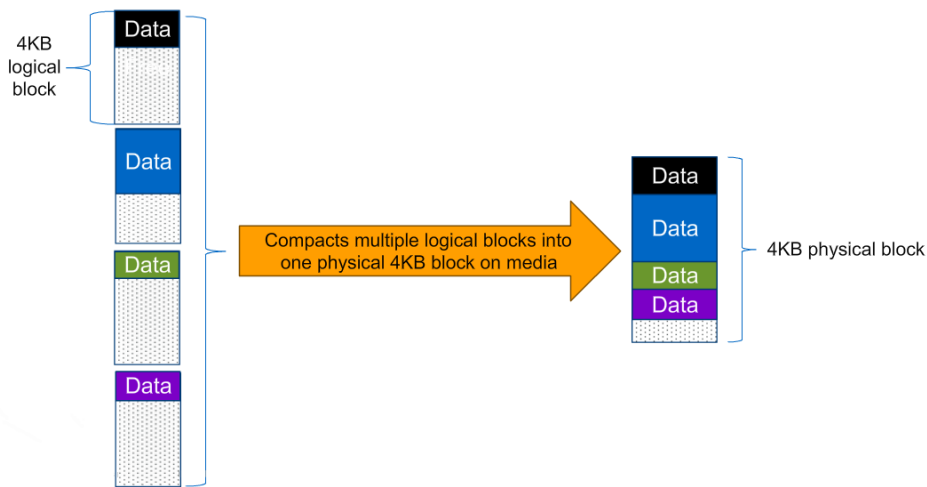 4KB
logical
block
Data
Data
Data
Data
Compacts multiple logical blocks into
one physical 4KB block on media
Data
Data
Data
Data
4KB physical block